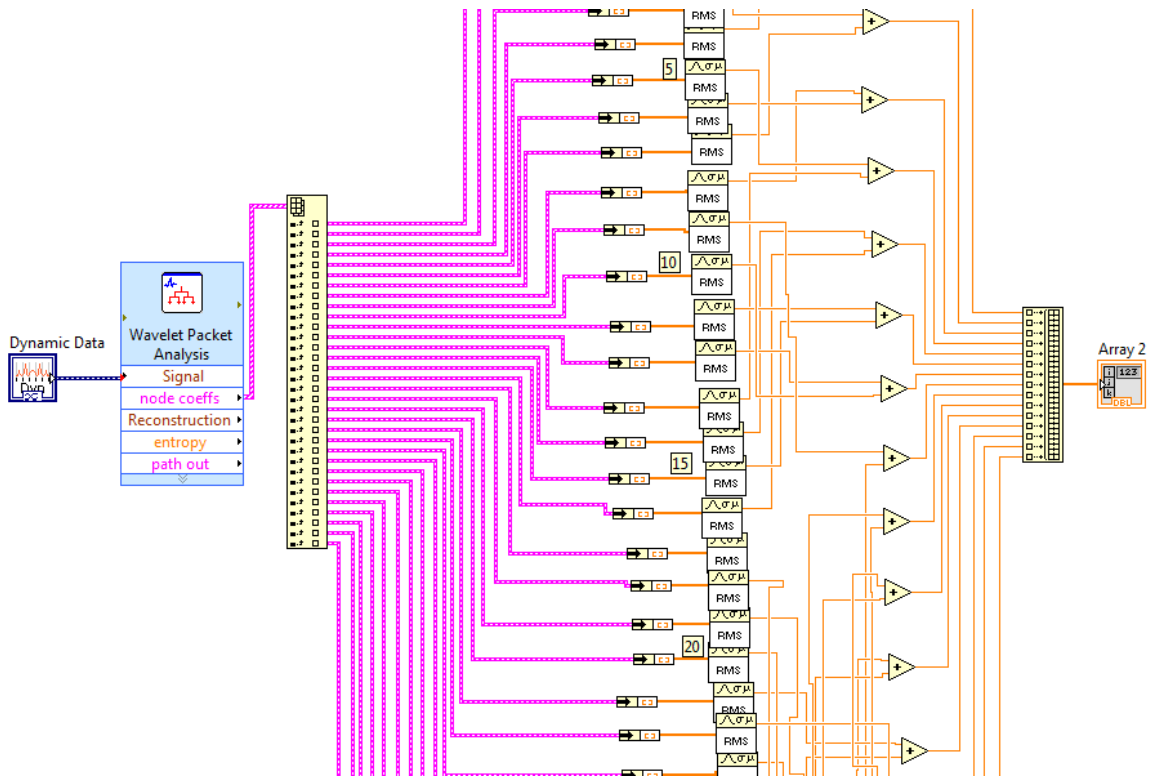 RMS
RMS
5
RMS
RMS
RMS
RMS
RMS
10
RMS
RMS
RMS
RMS
RMS
15
RMS
RMS
RMS
RMS
RMS
20
RMS
RMS
RMS
Dynamic Data
Wavelet Packet
Analysis
Signal
node coeffs
Reconstruction
entropy
path out
Array 2
123
DBL